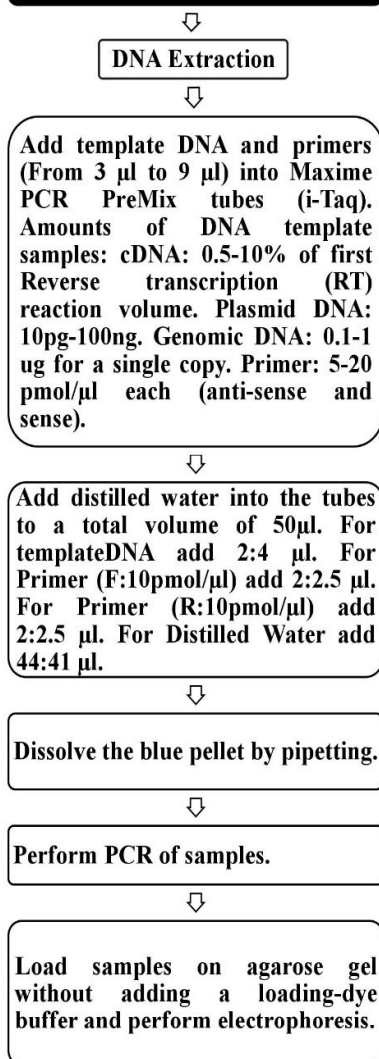 DNA Extraction
Add template DNA and primers
(From 3 µl to 9 µl) into Maxime
PCR PreMix tubes (i-Taq).
Amounts of DNA template
samples: cDNA: 0.5-10% of first
Reverse transcription (RT)
reaction volume. Plasmid DNA:
10pg-100ng. Genomic DNA: 0.1-1
ug for a single copy. Primer: 5-20
pmol/µl each (anti-sense and
sense).
Add distilled water into the tubes
to a total volume of 50µl. For
templateDNA add 2:4 µl. For
Primer (F:10pmol/µl) add 2:2.5 µl.
For Primer (R:10pmol/µl) add
2:2.5 µl. For Distilled Water add
44:41 µl.
Dissolve the blue pellet by pipetting.
Perform PCR of samples.
Load samples on agarose gel
without adding a loading-dye
buffer and perform electrophoresis.